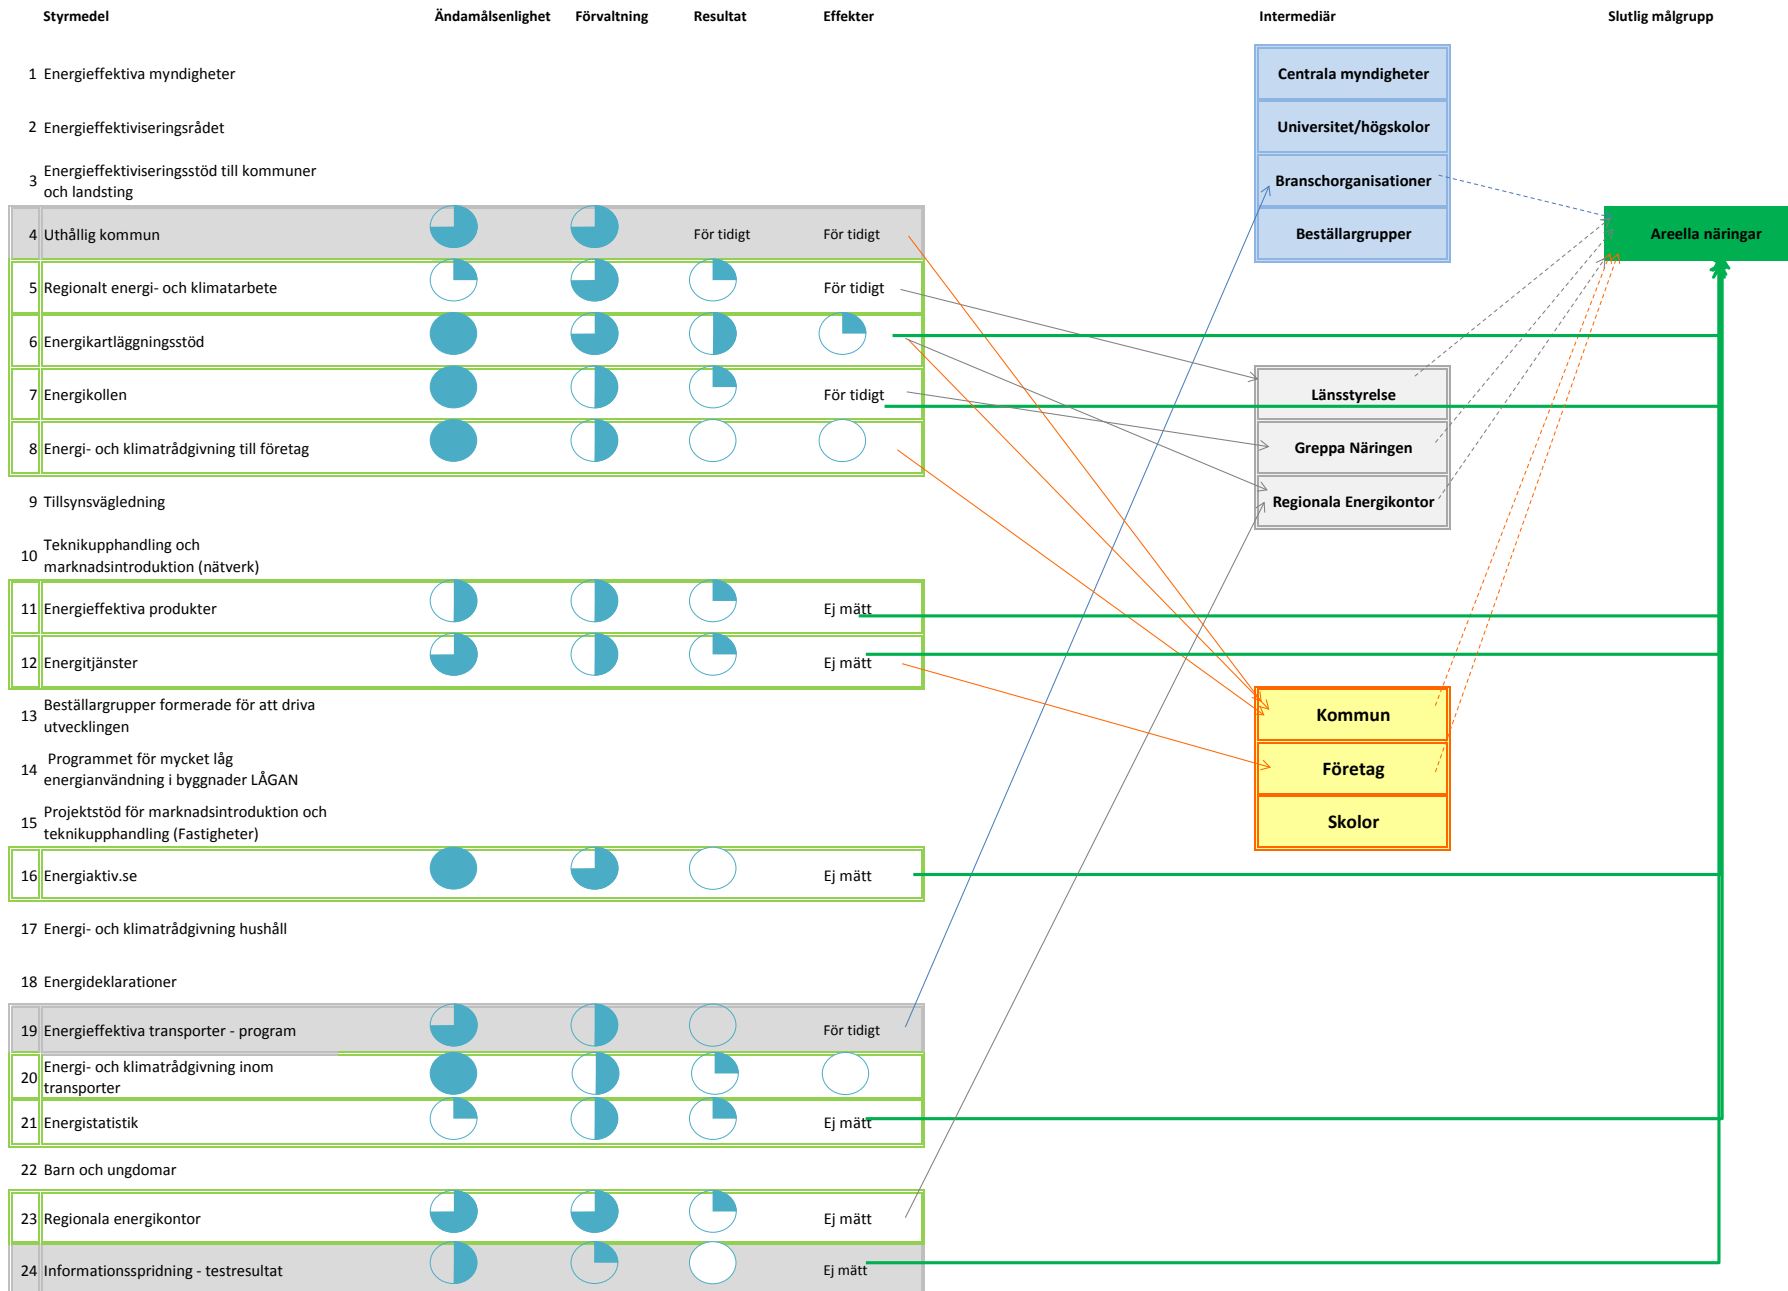 Styrmedel Ändamålsenlighet Förvaltning Resultat Effekter Intermediär Slutlig målgrupp
1 Energieffektiva myndigheter Centrala myndigheter
2 Energieffektiviseringsrådet Universitet/högskolor
3 Energieffektiviseringsstöd till kommuner
och landsting
Branschorganisationer
4 Uthållig kommun För tidigt För tidigt Beställargrupper Areella näringar
5 Regionalt energi- och klimatarbete För tidigt
6 Energikartläggningsstöd
7 Energikollen För tidigt Länsstyrelse
8 Energi- och klimatrådgivning till företag Greppa Näringen
9 Tillsynsvägledning Regionala Energikontor
10 Teknikupphandling och
marknadsintroduktion (nätverk)
11 Energieffektiva produkter Ej mätt
12 Energitjänster Ej mätt
13 Beställargrupper formerade för att driva
utvecklingen
Kommun
14 Programmet för mycket låg
energianvändning i byggnader LÅGAN
Företag
15 Projektstöd för marknadsintroduktion och
teknikupphandling (Fastigheter)
Skolor
16 Energiaktiv.se Ej mätt
17 Energi- och klimatrådgivning hushåll
18 Energideklarationer
19 Energieffektiva transporter - program För tidigt
20 Energi- och klimatrådgivning inom
transporter
21 Energistatistik Ej mätt
22 Barn och ungdomar
23 Regionala energikontor Ej mätt
24 Informationsspridning - testresultat Ej mätt